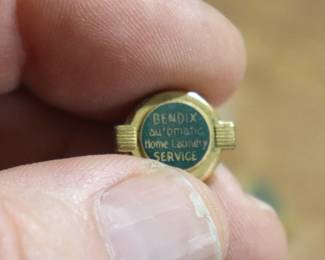 BENDIX
automatic
Home Laundry
SERVICE